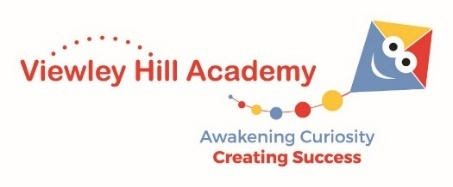 Viewley Hill Academy
Awakening Curiosity
Creating Success